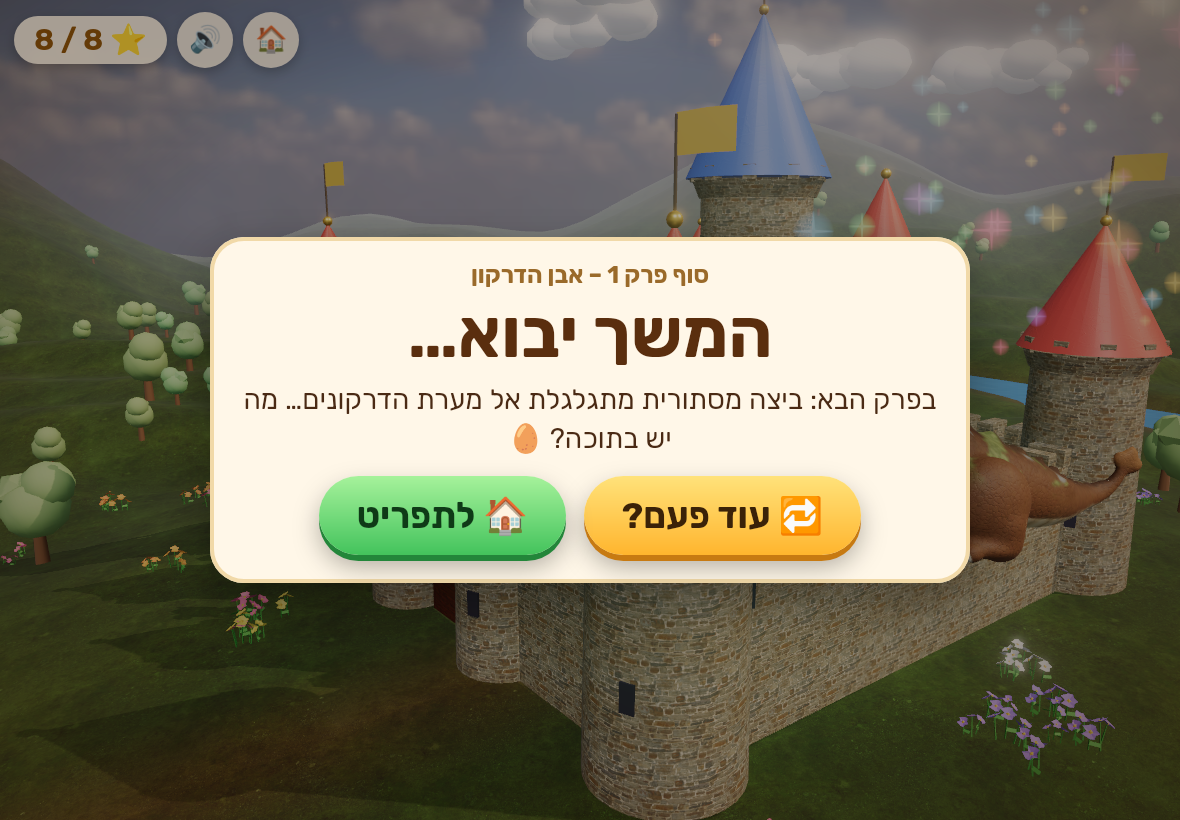 8 / 8 ⭐
סוף פרק 1 – אבן הדרקון
המשך יבוא...
בפרק הבא: ביצה מסתורית מתגלגלת אל מערת הדרקונים... מה
יש בתוכה? 🥚
🔁 עוד פעם?
🏠 לתפריט